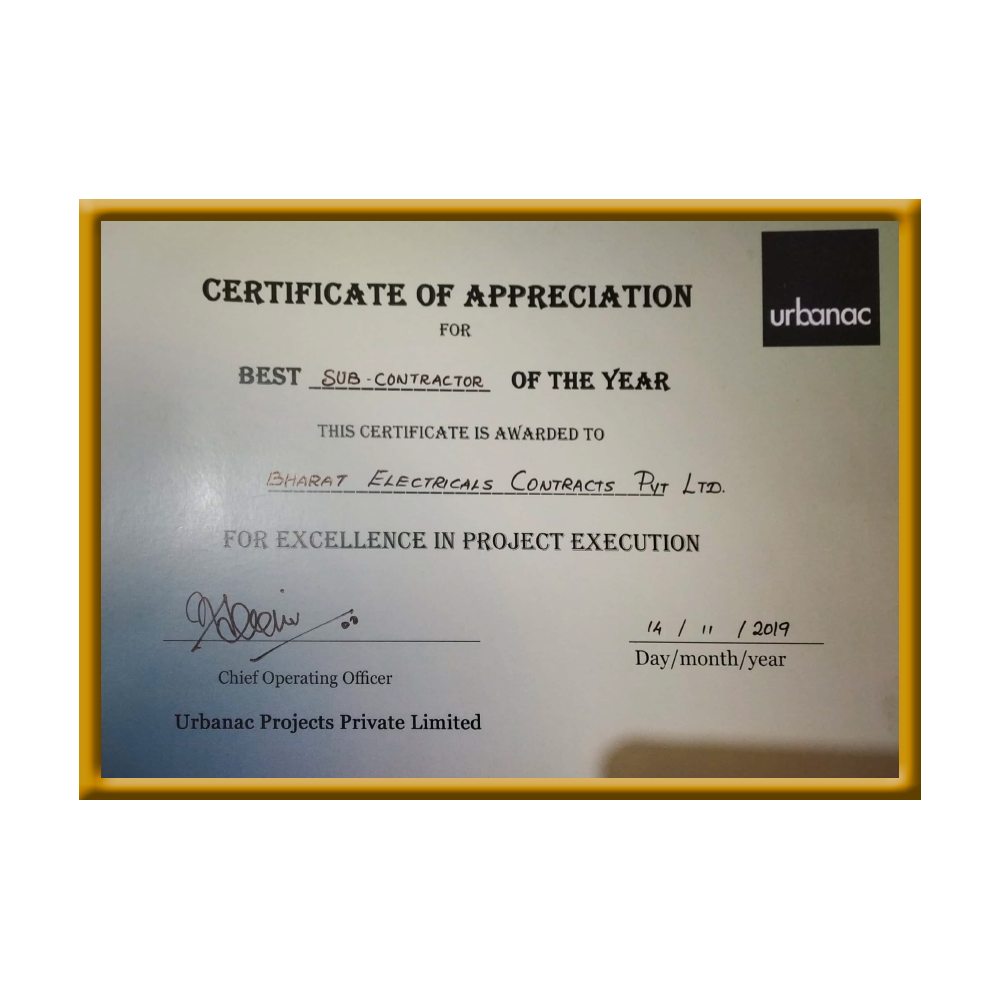 urbanac
CERTIFICATE OF APPRECIATION
FOR
BEST SUB-CONTRACTOR OF THE YEAR
THIS CERTIFICATE IS AWARDED TO
BHARAT ELECTRICALS CONTRACTS PVT LTD.
FOR EXCELLENCE IN PROJECT EXECUTION
14 / 11 / 2019
Day/month/year
Chief Operating Officer
Urbanac Projects Private Limited